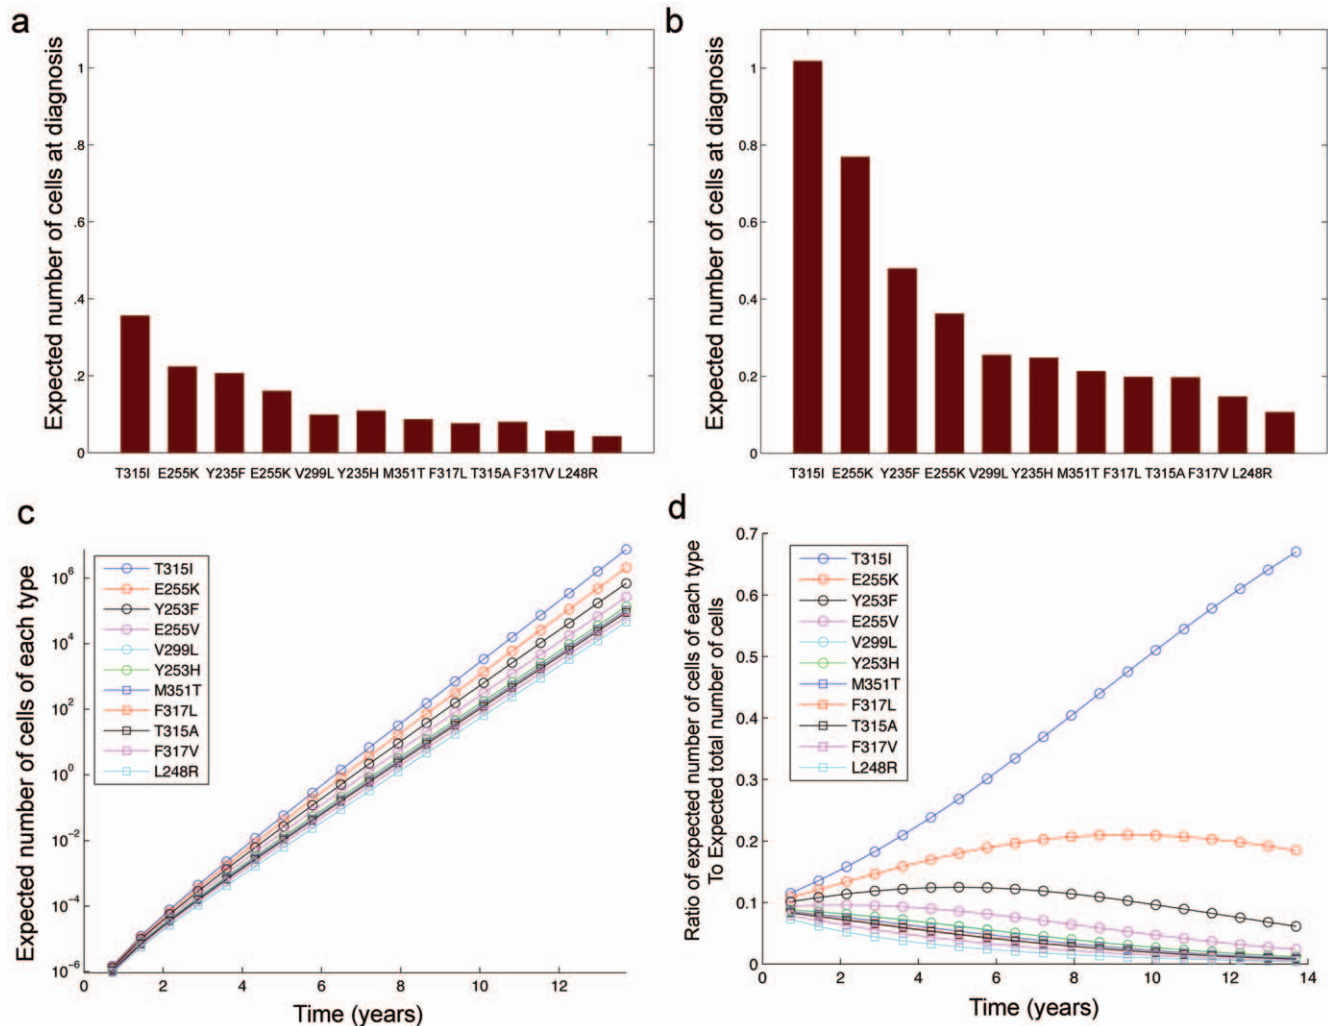 a
Expected number of cells at diagnosis
1
.8
.6
.4
.2
0
T315I E255K Y235F E255K V299L Y235H M351T F317L T315A F317V L248R
b
Expected number of cells at diagnosis
1
0.8
0.6
0.4
0.2
0
T315I E255K Y235F E255K V299L Y235H M351T F317L T315A F317V L248R
c
Expected number of cells of each type
10^6
10^4
10^2
10^0
10^-2
10^-4
10^-6
T315I
E255K
Y253F
E255V
V299L
Y253H
M351T
F317L
T315A
F317V
L248R
0 2 4 6 8 10 12
Time (years)
d
Ratio of expected number of cells of each type
To Expected total number of cells
0.7
0.6
0.5
0.4
0.3
0.2
0.1
0
T315I
E255K
Y253F
E255V
V299L
Y253H
M351T
F317L
T315A
F317V
L248R
0 2 4 6 8 10 12 14
Time (years)